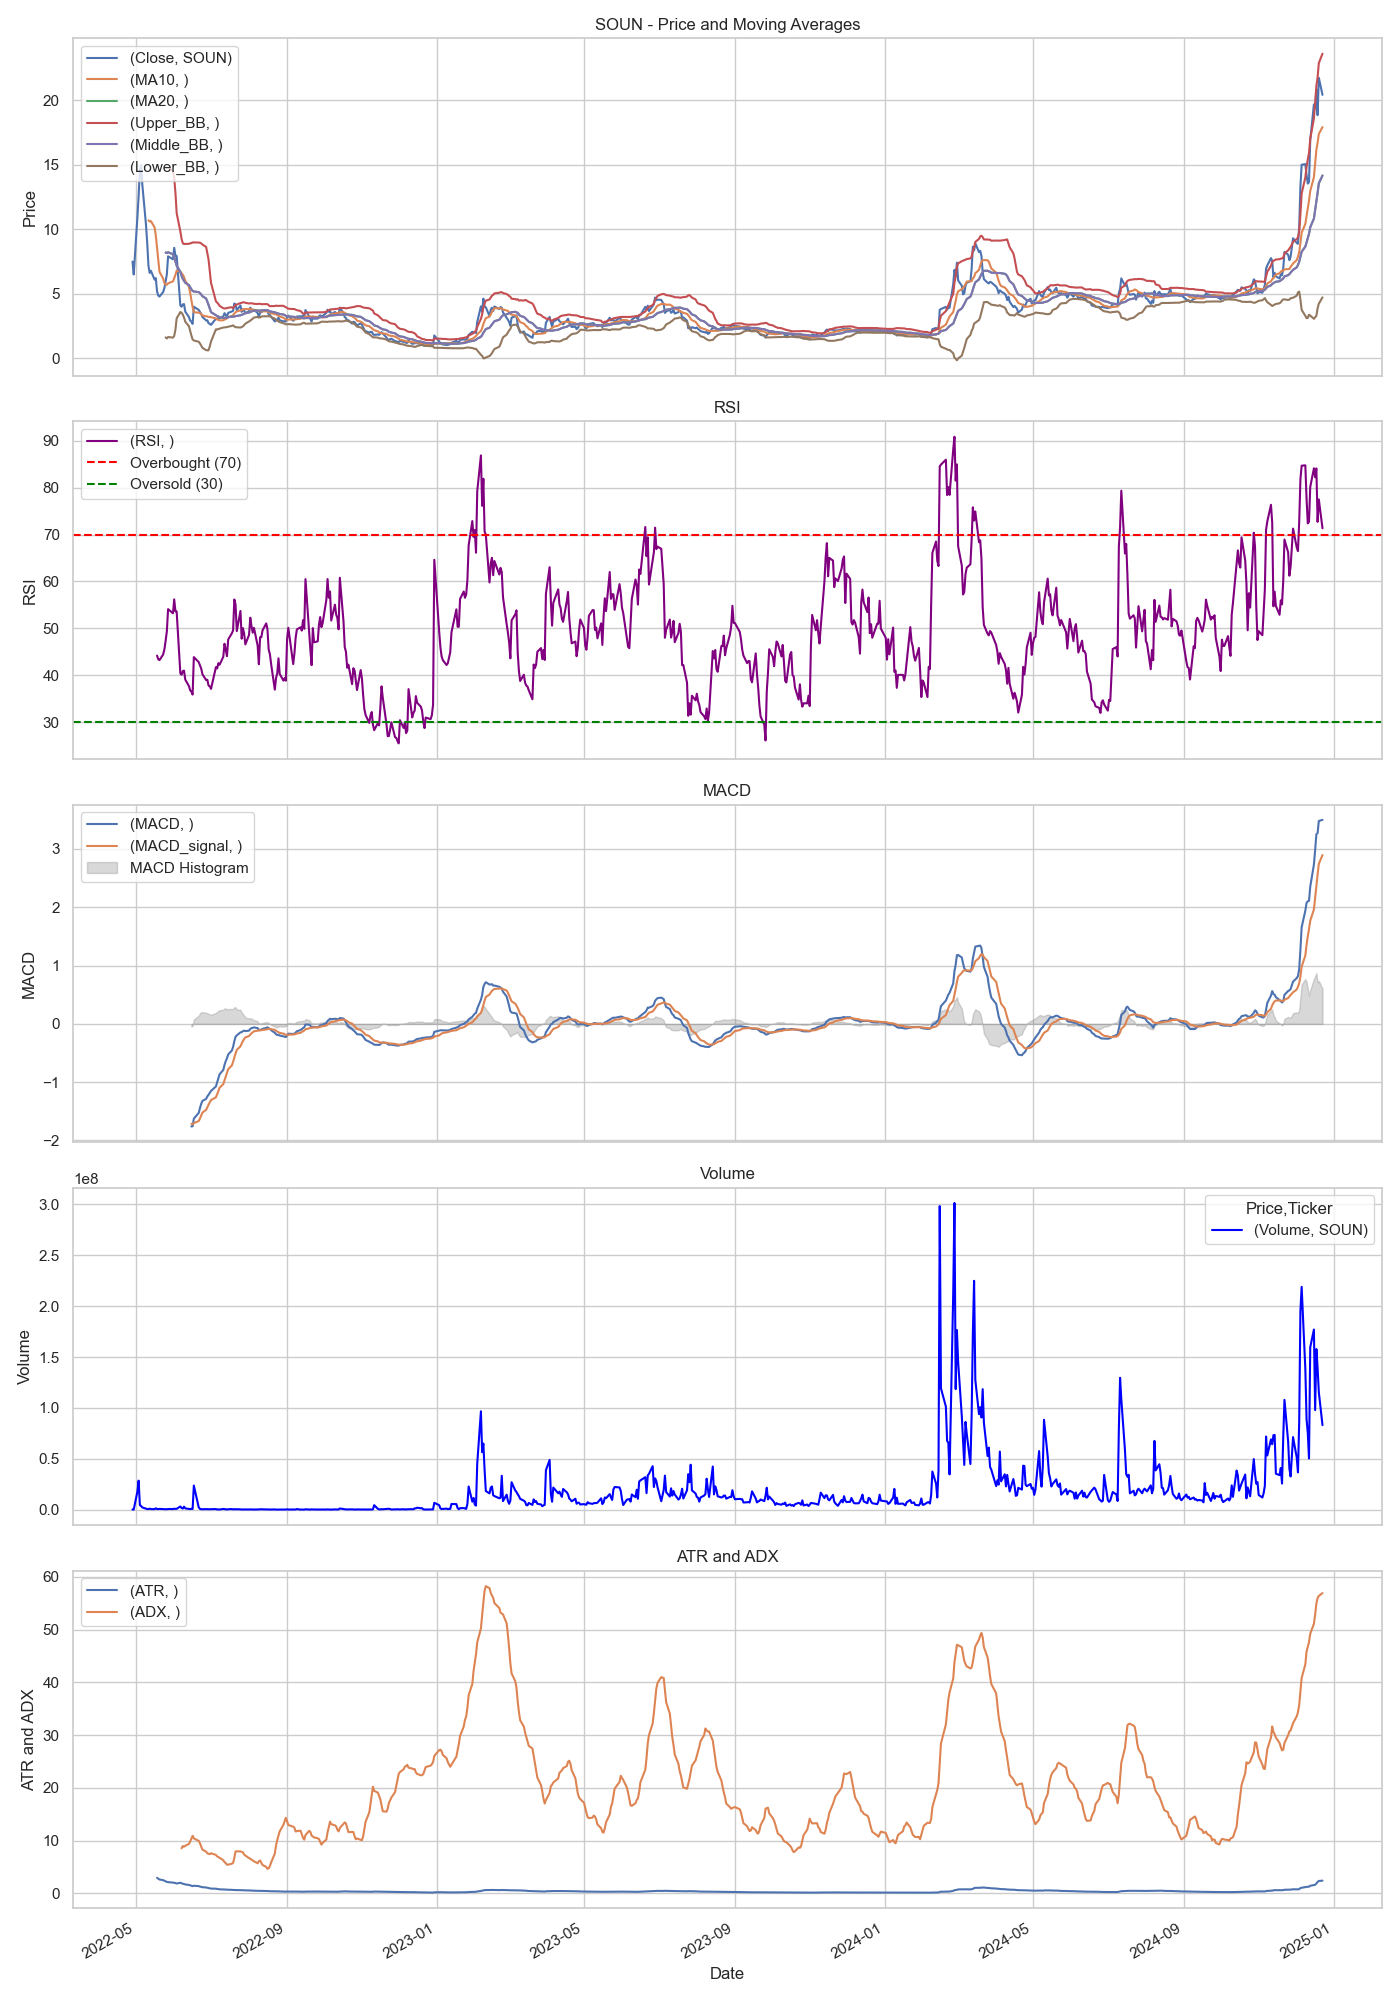 SOUN - Price and Moving Averages
(Close, SOUN)
(MA10, )
(MA20, )
(Upper_BB, )
(Middle_BB, )
(Lower_BB, )
Price
20
15
10
5
0
RSI
(RSI, )
Overbought (70)
Oversold (30)
RSI
90
80
70
60
50
40
30
MACD
(MACD, )
(MACD_signal, )
MACD Histogram
MACD
3
2
1
0
−1
−2
Volume
1e8
Price,Ticker
(Volume, SOUN)
Volume
3.0
2.5
2.0
1.5
1.0
0.5
0.0
ATR and ADX
(ATR, )
(ADX, )
ATR and ADX
60
50
40
30
20
10
0
2022-05
2022-09
2023-01
2023-05
2023-09
2024-01
2024-05
2024-09
2025-01
Date